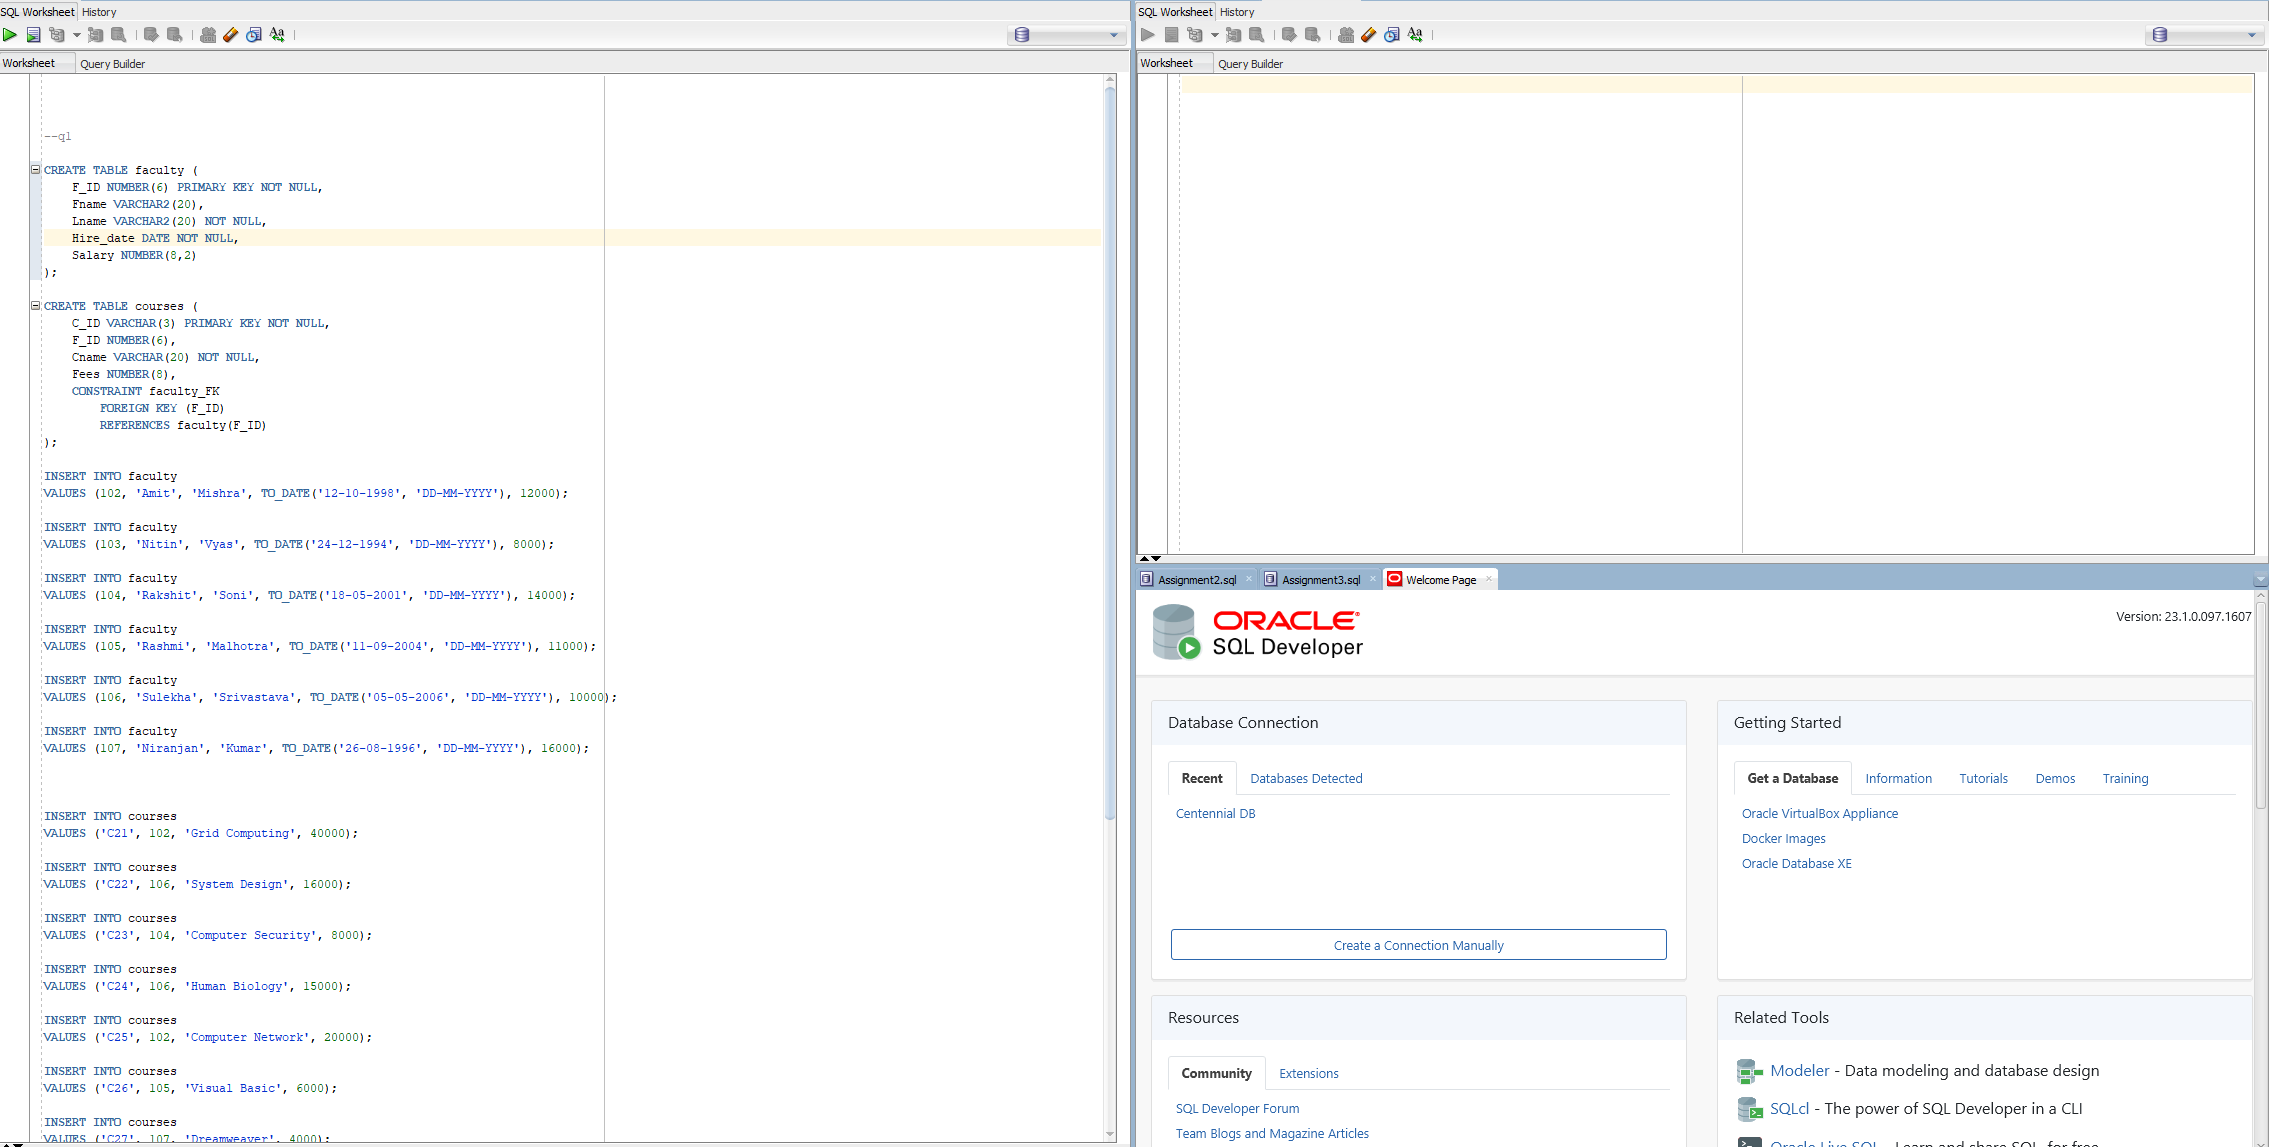 SQL Worksheet History
Worksheet Query Builder
--q1
CREATE TABLE faculty (
F_ID NUMBER(6) PRIMARY KEY NOT NULL,
Fname VARCHAR2(20),
Lname VARCHAR2(20) NOT NULL,
Hire_date DATE NOT NULL,
Salary NUMBER(8,2)
);
CREATE TABLE courses (
C_ID VARCHAR(3) PRIMARY KEY NOT NULL,
F_ID NUMBER(6),
Cname VARCHAR(20) NOT NULL,
Fees NUMBER(8),
CONSTRAINT faculty_FK
FOREIGN KEY (F_ID)
REFERENCES faculty(F_ID)
);
INSERT INTO faculty
VALUES (102, 'Amit', 'Mishra', TO_DATE('12-10-1998', 'DD-MM-YYYY'), 12000);
INSERT INTO faculty
VALUES (103, 'Nitin', 'Vyas', TO_DATE('24-12-1994', 'DD-MM-YYYY'), 8000);
INSERT INTO faculty
VALUES (104, 'Rakshit', 'Soni', TO_DATE('18-05-2001', 'DD-MM-YYYY'), 14000);
INSERT INTO faculty
VALUES (105, 'Rashmi', 'Malhotra', TO_DATE('11-09-2004', 'DD-MM-YYYY'), 11000);
INSERT INTO faculty
VALUES (106, 'Sulekha', 'Srivastava', TO_DATE('05-05-2006', 'DD-MM-YYYY'), 10000);
INSERT INTO faculty
VALUES (107, 'Niranjan', 'Kumar', TO_DATE('26-08-1996', 'DD-MM-YYYY'), 16000);
INSERT INTO courses
VALUES ('C21', 102, 'Grid Computing', 40000);
INSERT INTO courses
VALUES ('C22', 106, 'System Design', 16000);
INSERT INTO courses
VALUES ('C23', 104, 'Computer Security', 8000);
INSERT INTO courses
VALUES ('C24', 106, 'Human Biology', 15000);
INSERT INTO courses
VALUES ('C25', 102, 'Computer Network', 20000);
INSERT INTO courses
VALUES ('C26', 105, 'Visual Basic', 6000);
INSERT INTO courses
VALUES ('C27', 107, 'Dreamweaver', 4000);
SQL Worksheet History
Worksheet Query Builder
Assignment2.sql Assignment3.sql Welcome Page
ORACLE
SQL Developer
Version: 23.1.0.097.1607
Database Connection
Recent Databases Detected
Centennial DB
Create a Connection Manually
Getting Started
Get a Database Information Tutorials Demos Training
Oracle VirtualBox Appliance
Docker Images
Oracle Database XE
Resources
Community Extensions
SQL Developer Forum
Team Blogs and Magazine Articles
Related Tools
Modeler - Data modeling and database design
SQLcl - The power of SQL Developer in a CLI
Oracle Live SQL - Learn and share SQL, for free